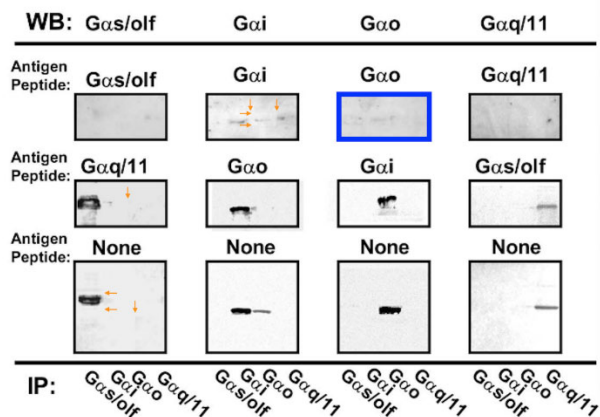 WB: Gαs/olf Gαi Gαo Gαq/11
Antigen Peptide: Gαs/olf Gαi Gαo Gαq/11
Antigen Peptide: Gαq/11 Gαo Gαi Gαs/olf
Antigen Peptide: None None None None
IP: Gαs/olf Gαi Gαo Gαq/11 Gαs/olf Gαi Gαo Gαq/11 Gαs/olf Gαi Gαo Gαq/11 Gαs/olf Gαi Gαo Gαq/11